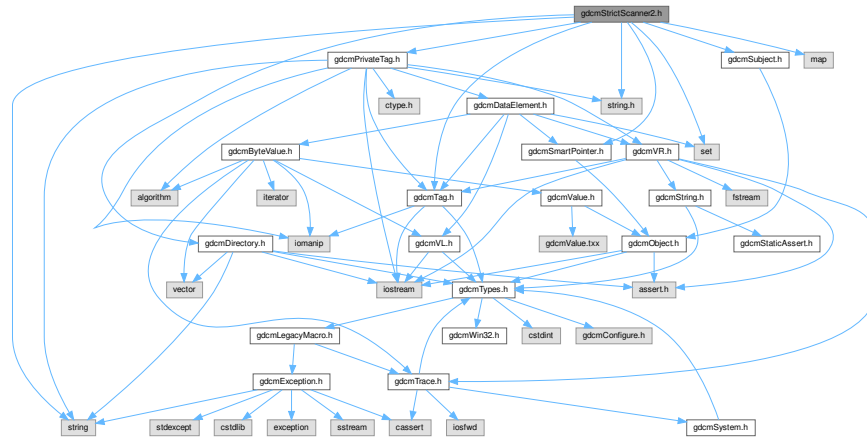 gdcmStrictScanner2.h
gdcmPrivateTag.h
gdcmSubject.h
map
ctype.h
gdcmDataElement.h
string.h
gdcmByteValue.h
gdcmSmartPointer.h
gdcmVR.h
set
algorithm
iterator
gdcmTag.h
gdcmValue.h
gdcmString.h
fstream
gdcmDirectory.h
iomanip
gdcmVL.h
gdcmValue.txx
gdcmObject.h
gdcmStaticAssert.h
vector
iostream
gdcmTypes.h
assert.h
gdcmLegacyMacro.h
gdcmWin32.h
cstdint
gdcmConfigure.h
gdcmException.h
gdcmTrace.h
string
stdexcept
cstdlib
exception
sstream
cassert
iosfwd
gdcmSystem.h